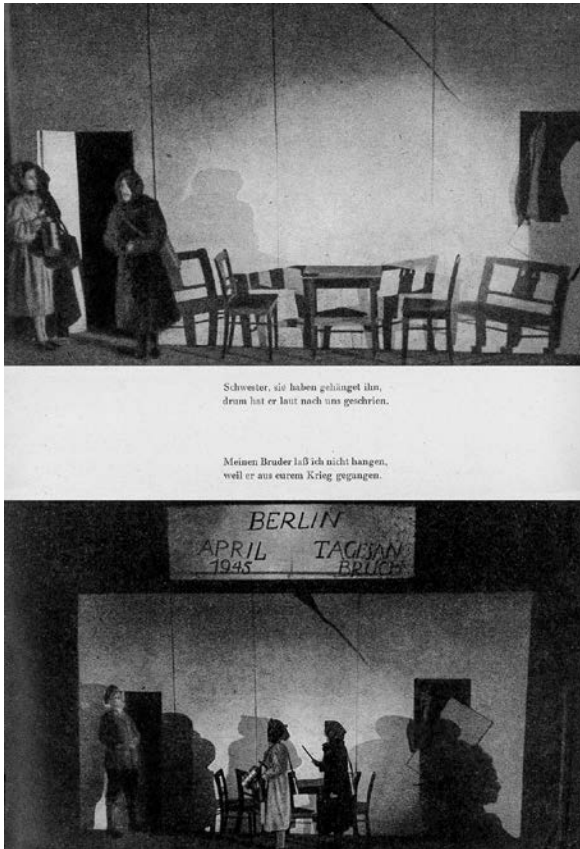 Schwester, sie haben gehänget ihn,
drum hat er laut nach uns geschrien.
Meinen Bruder laß ich nicht hangen,
weil er aus eurem Krieg gegangen.
BERLIN
APRIL TAGESAN
1945 BRUCH